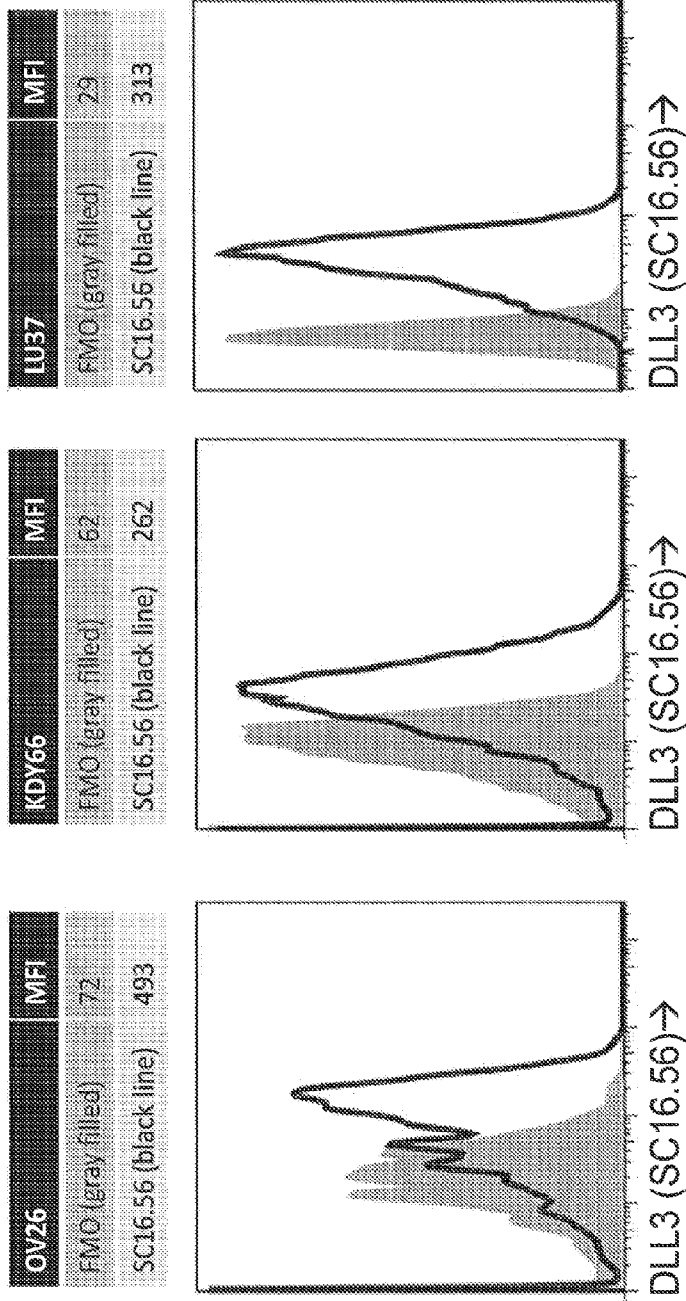 OV26 MFI
FMO (gray filled) 72
SC16.56 (black line) 493
DLL3 (SC16.56)→
KDY66 MFI
FMO (gray filled) 62
SC16.56 (black line) 262
DLL3 (SC16.56)→
LU37 MFI
FMO (gray filled) 29
SC16.56 (black line) 313
DLL3 (SC16.56)→